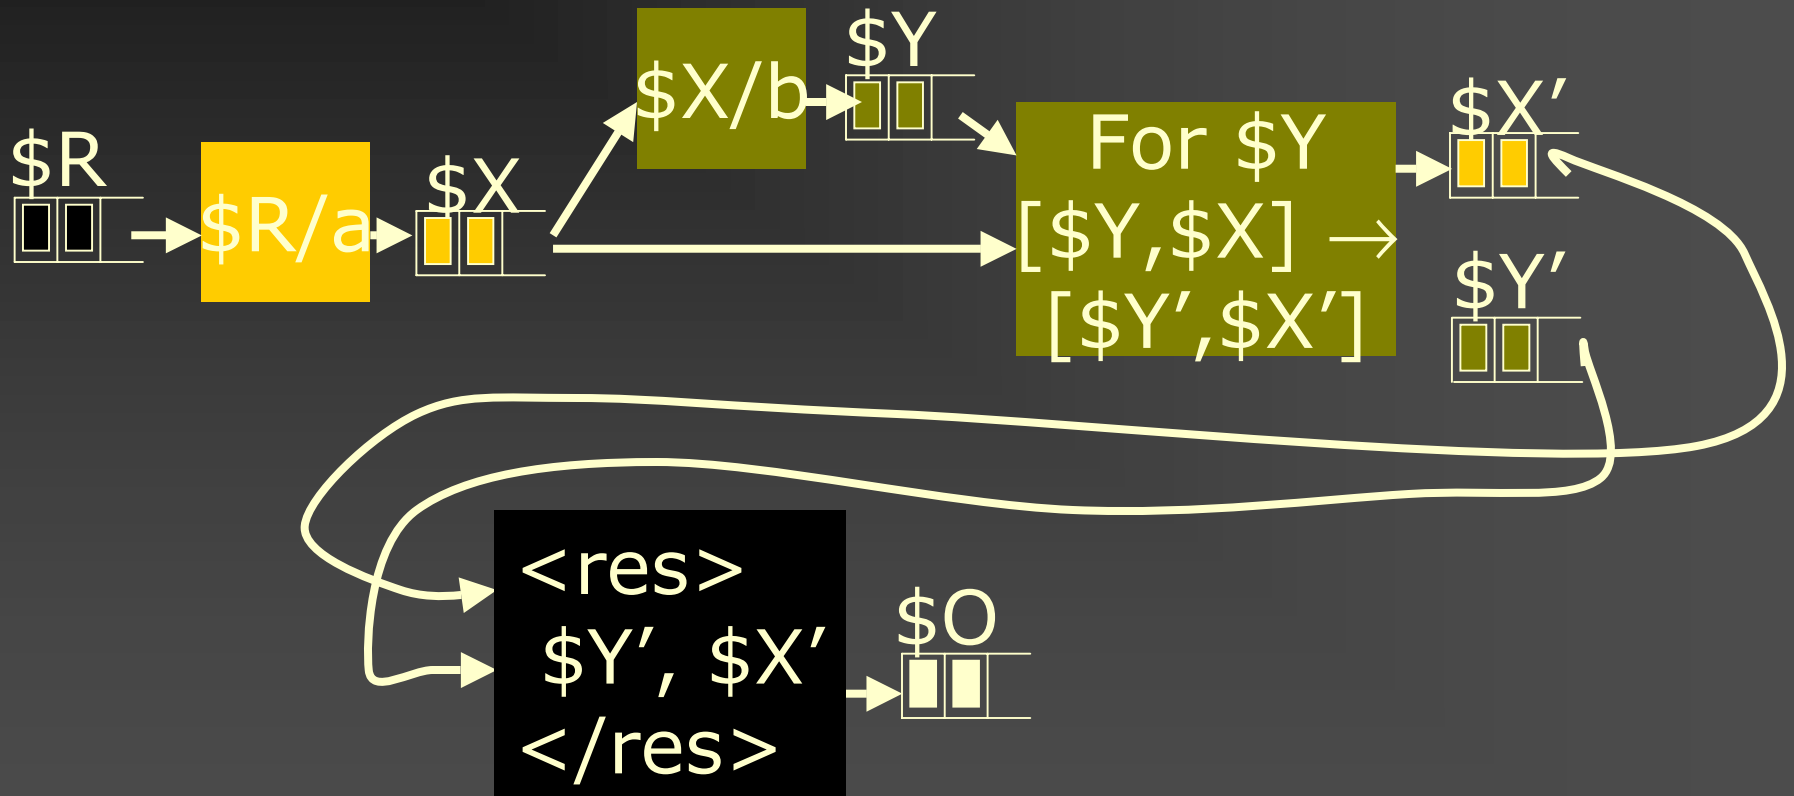 $R
$R/a
$X
$X/b
$Y
For $Y
[$Y,$X] →
[$Y’,$X’]
$X’
$Y’
<res>
$Y’, $X’
</res>
$O